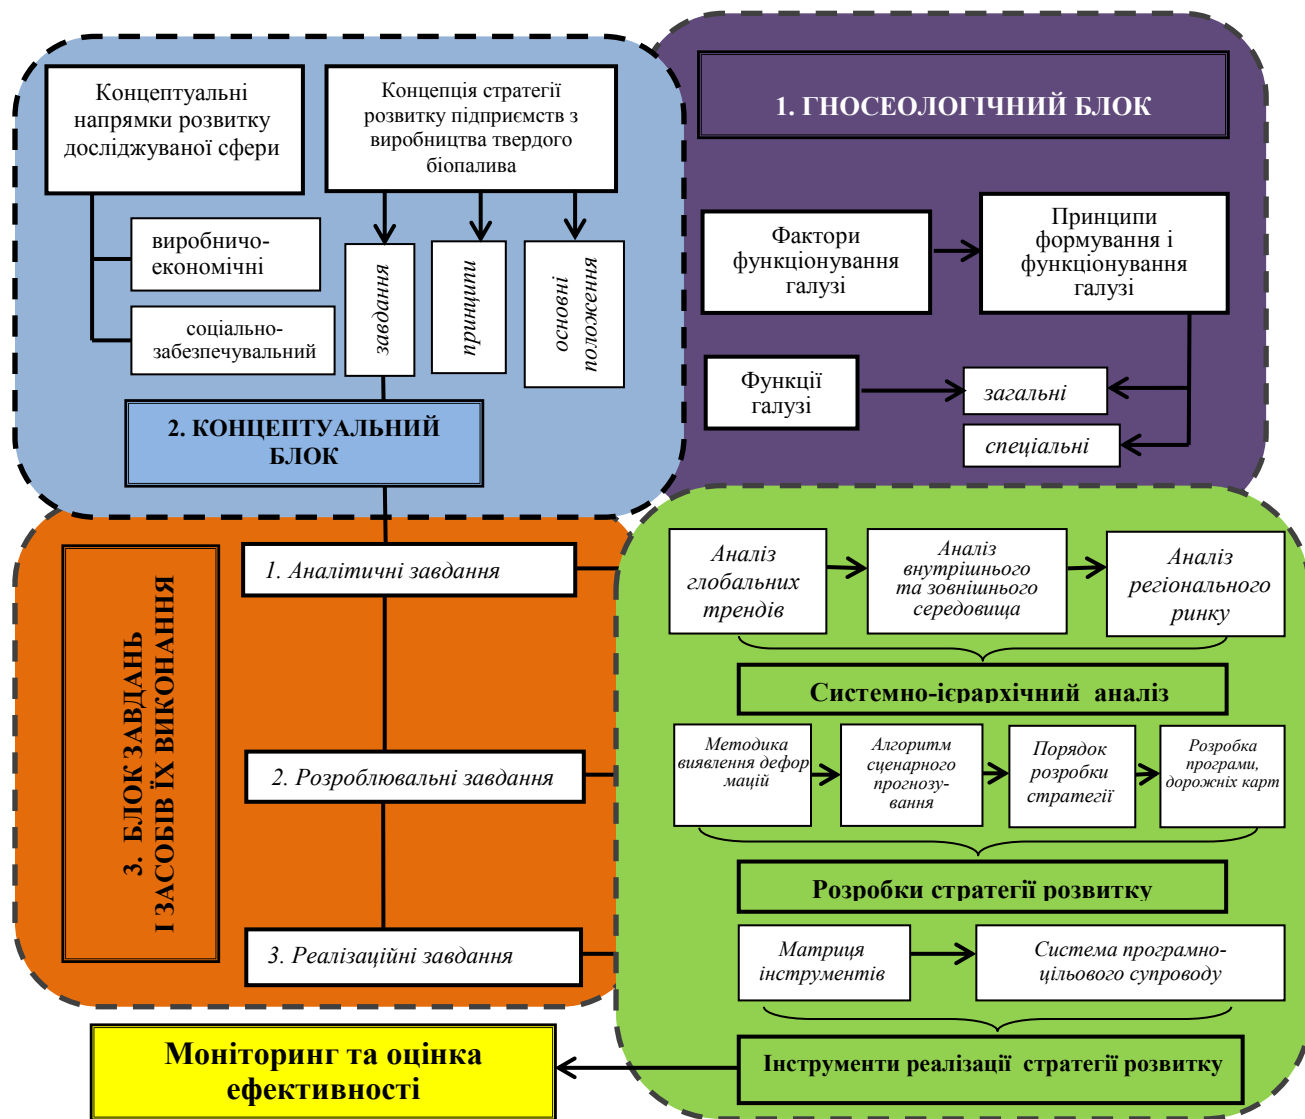 Концептуальні
напрямки розвитку
досліджуваної сфери
Концепція стратегії
розвитку підприємств з
виробництва твердого
біопалива
виробничо-
економічні
соціально-
забезпечувальний
завдання
принципи
основні
положення
2. КОНЦЕПТУАЛЬНИЙ
БЛОК
1. ГНОСЕОЛОГІЧНИЙ БЛОК
Фактори
функціонування
галузі
Принципи
формування і
функціонування
галузі
Функції
галузі
загальні
спеціальні
3. БЛОК ЗАВДАНЬ
І ЗАСОБІВ ЇХ ВИКОНАННЯ
1. Аналітичні завдання
2. Розроблювальні завдання
3. Реалізаційні завдання
Аналіз
глобальних
трендів
Аналіз
внутрішнього
та зовнішнього
середовища
Аналіз
регіонального
ринку
Системно-ієрархічний аналіз
Методика
виявлення дефор
мацій
Алгоритм
сценарного
прогнозу-
вання
Порядок
розробки
стратегії
Розробка
програми,
дорожніх карт
Розробки стратегії розвитку
Матриця
інструментів
Система програмно-
цільового супроводу
Інструменти реалізації стратегії розвитку
Моніторинг та оцінка
ефективності